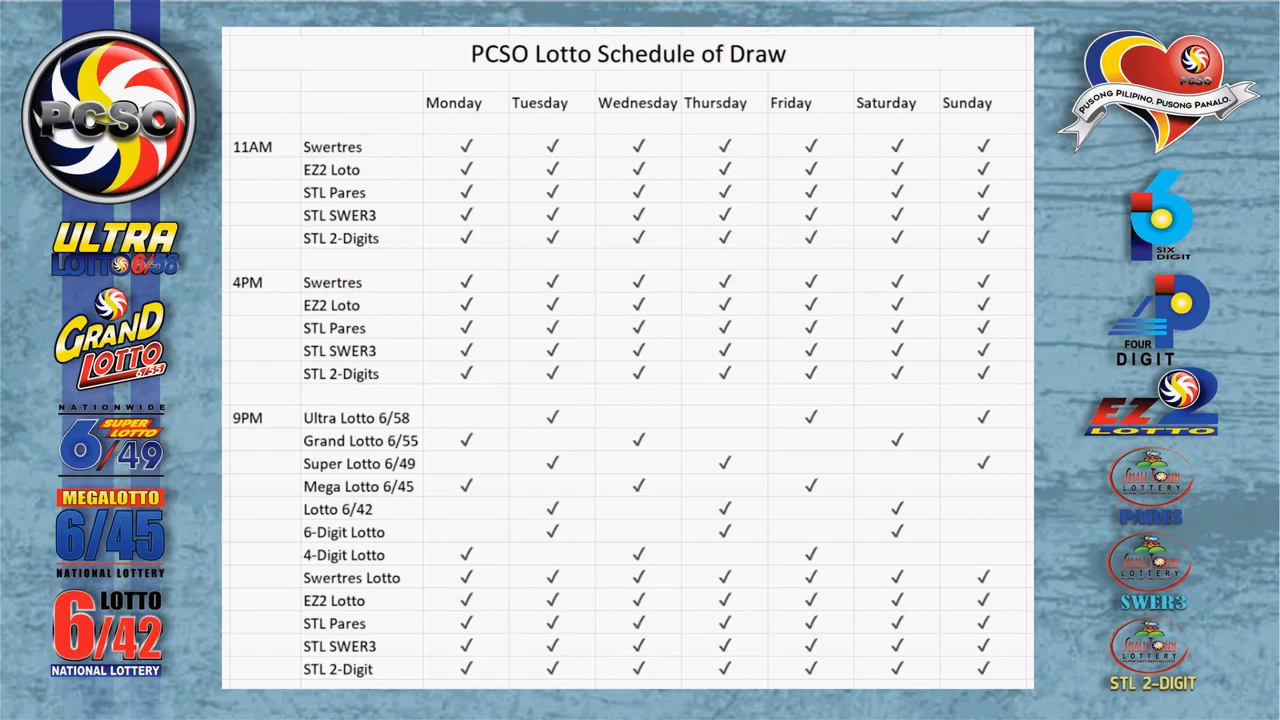 PCSO Lotto Schedule of Draw
Monday Tuesday Wednesday Thursday Friday Saturday Sunday
11AM Swertres ✓ ✓ ✓ ✓ ✓ ✓ ✓
EZ2 Loto ✓ ✓ ✓ ✓ ✓ ✓ ✓
STL Pares ✓ ✓ ✓ ✓ ✓ ✓ ✓
STL SWER3 ✓ ✓ ✓ ✓ ✓ ✓ ✓
STL 2-Digits ✓ ✓ ✓ ✓ ✓ ✓ ✓
4PM Swertres ✓ ✓ ✓ ✓ ✓ ✓ ✓
EZ2 Loto ✓ ✓ ✓ ✓ ✓ ✓ ✓
STL Pares ✓ ✓ ✓ ✓ ✓ ✓ ✓
STL SWER3 ✓ ✓ ✓ ✓ ✓ ✓ ✓
STL 2-Digits ✓ ✓ ✓ ✓ ✓ ✓ ✓
9PM Ultra Lotto 6/58 ✓ ✓ ✓
Grand Lotto 6/55 ✓ ✓ ✓
Super Lotto 6/49 ✓ ✓ ✓
Mega Lotto 6/45 ✓ ✓ ✓
Lotto 6/42 ✓ ✓ ✓
6-Digit Lotto ✓ ✓ ✓
4-Digit Lotto ✓ ✓ ✓
Swertres Lotto ✓ ✓ ✓ ✓ ✓ ✓ ✓
EZ2 Lotto ✓ ✓ ✓ ✓ ✓ ✓ ✓
STL Pares ✓ ✓ ✓ ✓ ✓ ✓ ✓
STL SWER3 ✓ ✓ ✓ ✓ ✓ ✓ ✓
STL 2-Digit ✓ ✓ ✓ ✓ ✓ ✓ ✓
PCSO
ULTRA
LOTTO 6/58
GRAND
LOTTO
6/55
NATIONWIDE
SUPER
LOTTO
6/49
MEGALOTTO
6/45
NATIONAL LOTTERY
6/42 LOTTO
NATIONAL LOTTERY
PCSO
PUSONG PILIPINO, PUSONG PANALO.
6
SIX
DIGIT
4P
FOUR
DIGIT
EZ2
LOTTO
SMALL TOWN
LOTTERY
PARES
SMALL TOWN
LOTTERY
SWER3
SMALL TOWN
LOTTERY
STL 2-DIGIT